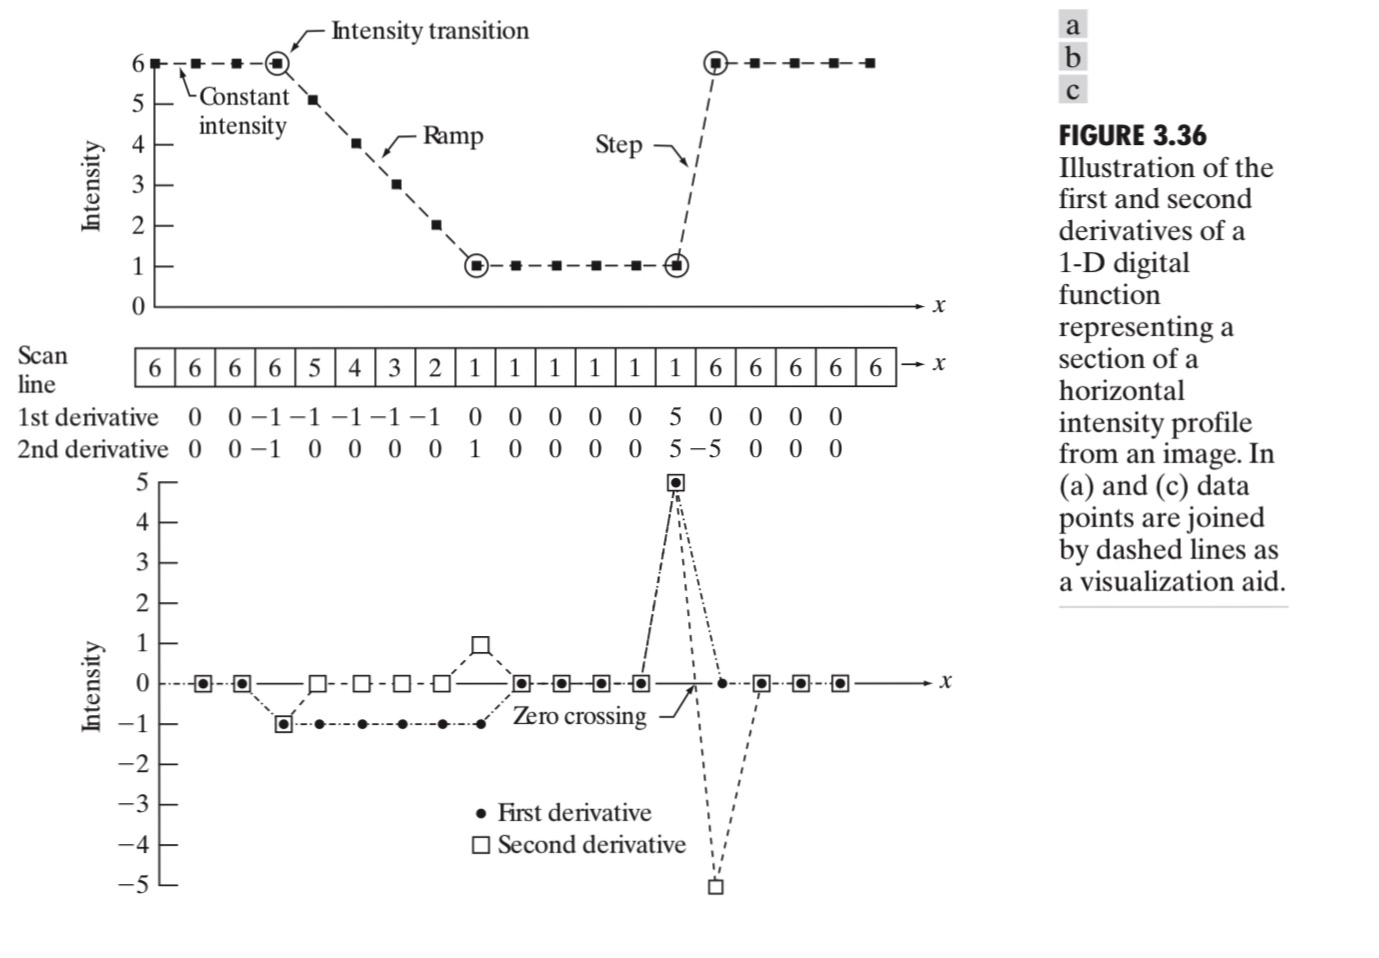 Intensity transition
6
Constant
intensity
5
Ramp
4
Step
3
2
1
0
x
Intensity
Scan
line
6 6 6 6 5 4 3 2 1 1 1 1 1 1 6 6 6 6 6 x
1st derivative 0 0 −1 −1 −1 −1 −1 0 0 0 0 0 5 0 0 0 0
2nd derivative 0 0 −1 0 0 0 0 1 0 0 0 0 5 −5 0 0 0
5
4
3
2
1
0
x
−1
Zero crossing
−2
−3
−4
−5
Intensity
First derivative
Second derivative
a
b
c
FIGURE 3.36
Illustration of the
first and second
derivatives of a
1-D digital
function
representing a
section of a
horizontal
intensity profile
from an image. In
(a) and (c) data
points are joined
by dashed lines as
a visualization aid.